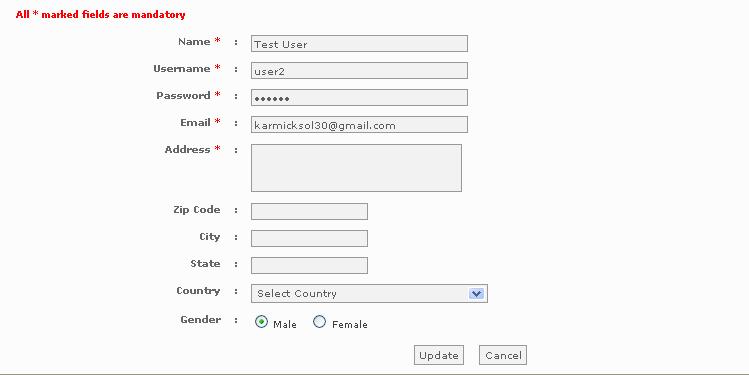 All * marked fields are mandatory
Name * : Test User
Username * : user2
Password * : ••••••
Email * : karmicksol30@gmail.com
Address * :
Zip Code :
City :
State :
Country : Select Country
Gender : Male Female
Update Cancel